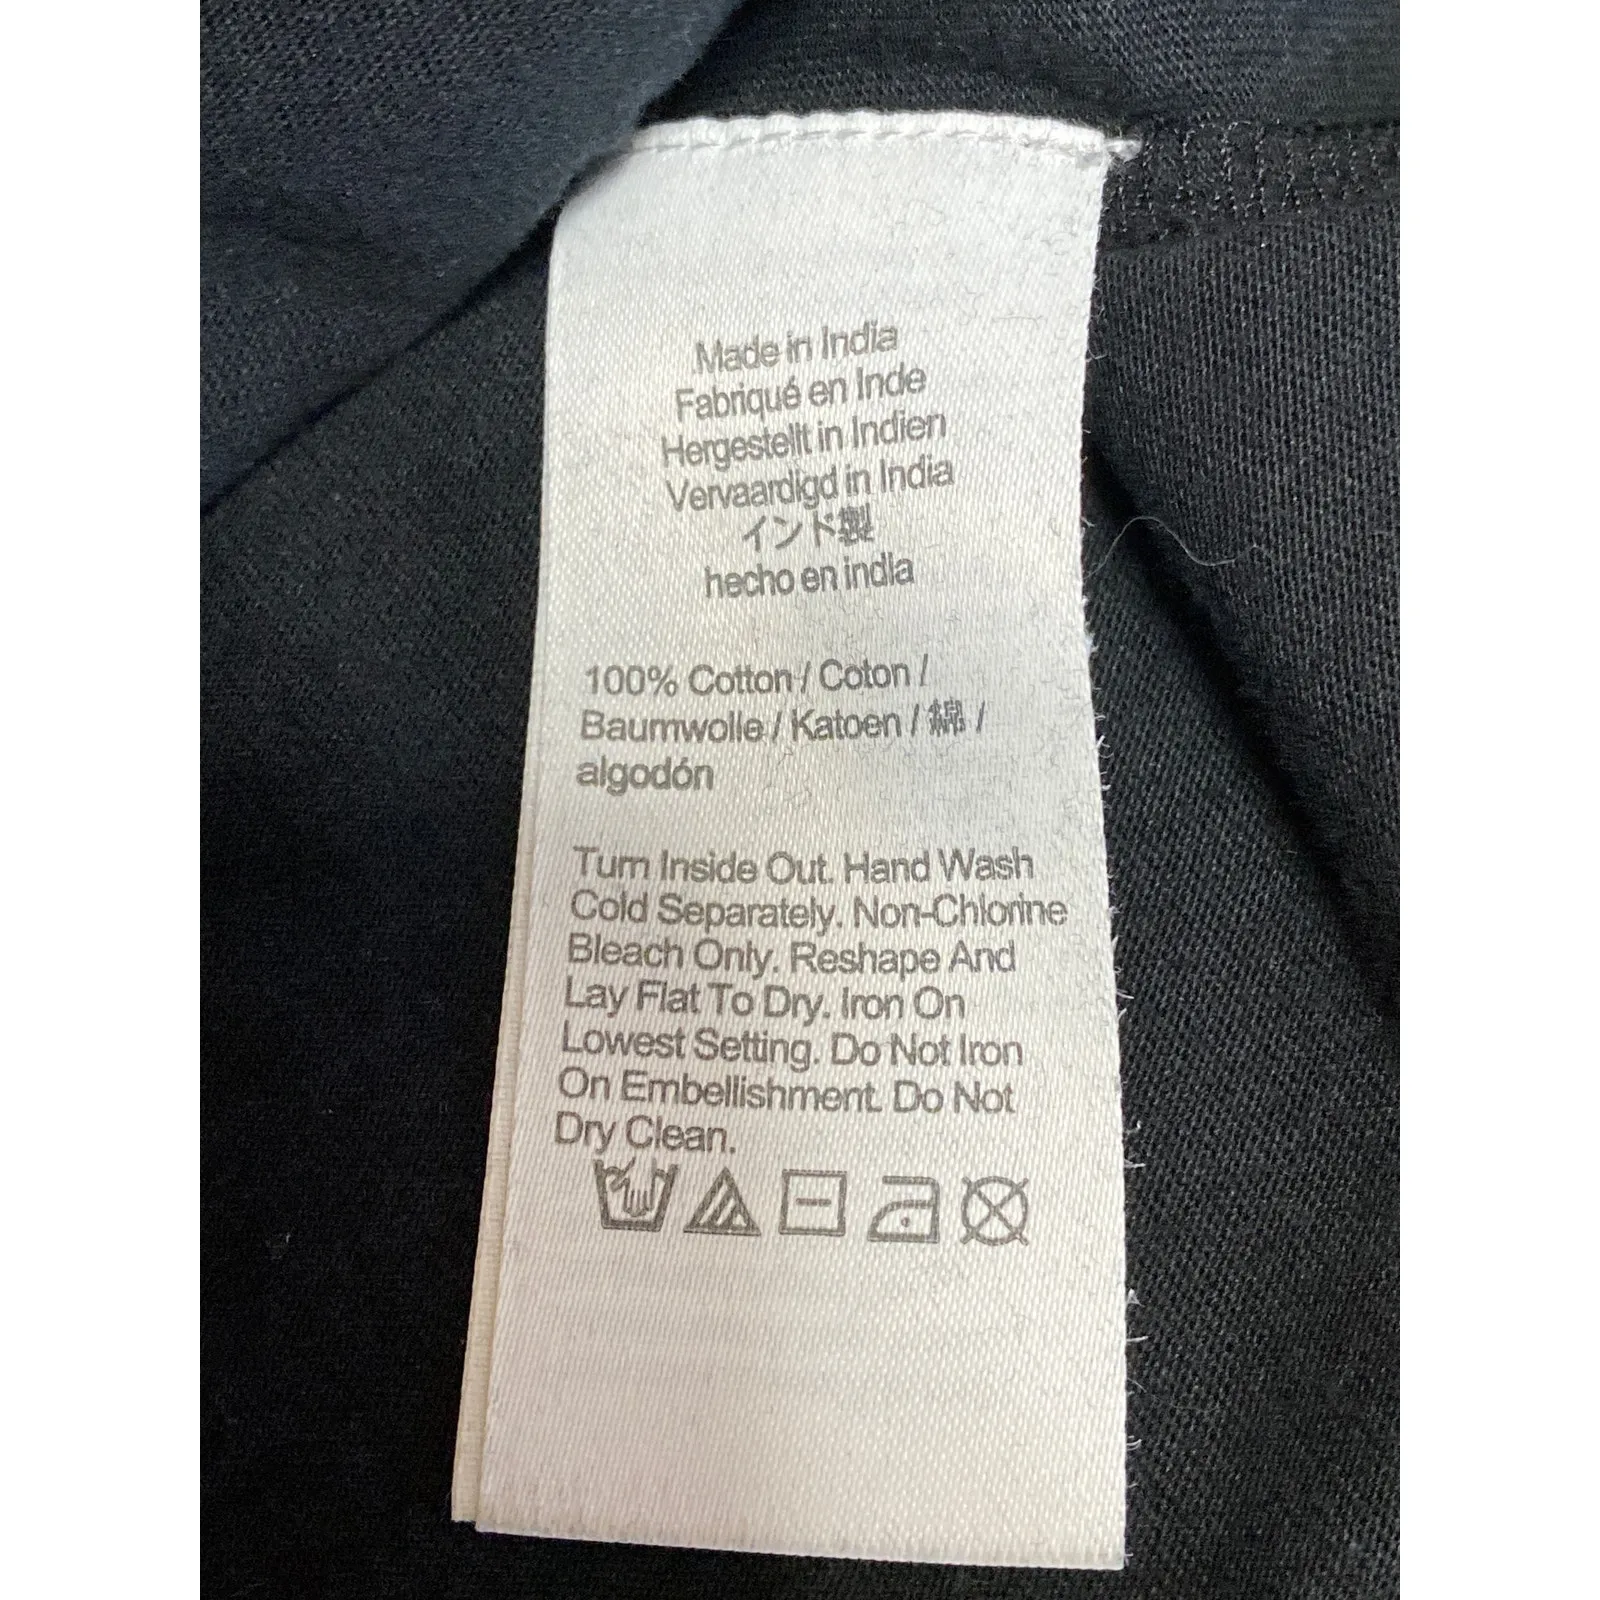 Made in India
Fabriqué en Inde
Hergestellt in Indien
Vervaardigd in India
インド製
hecho en india
100% Cotton / Coton /
Baumwolle / Katoen / 綿 /
algodón
Turn Inside Out. Hand Wash
Cold Separately. Non-Chlorine
Bleach Only. Reshape And
Lay Flat To Dry. Iron On
Lowest Setting. Do Not Iron
On Embellishment. Do Not
Dry Clean.